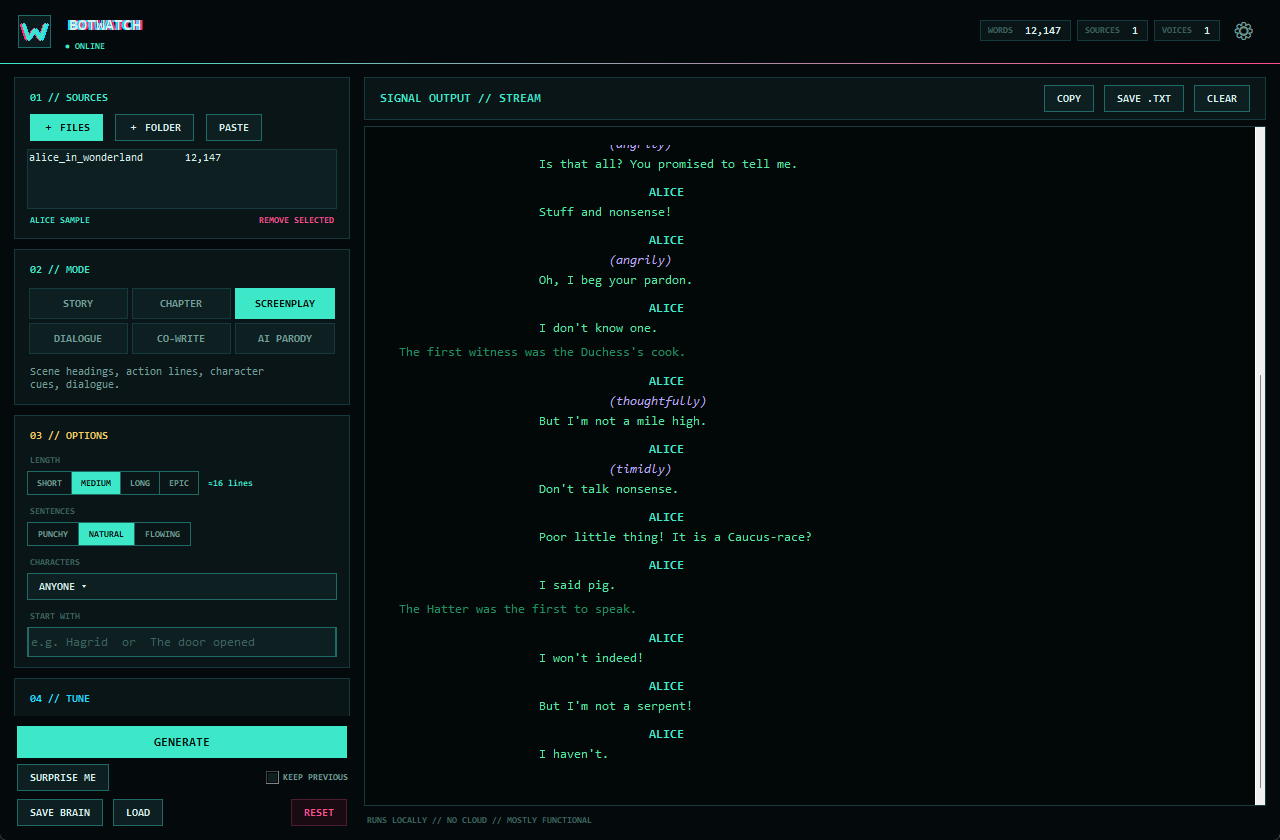 BOTWATCH
● ONLINE
WORDS 12,147
SOURCES 1
VOICES 1
01 // SOURCES
+ FILES
+ FOLDER
PASTE
alice_in_wonderland 12,147
ALICE SAMPLE
REMOVE SELECTED
02 // MODE
STORY
CHAPTER
SCREENPLAY
DIALOGUE
CO-WRITE
AI PARODY
Scene headings, action lines, character
cues, dialogue.
03 // OPTIONS
LENGTH
SHORT
MEDIUM
LONG
EPIC
≈16 lines
SENTENCES
PUNCHY
NATURAL
FLOWING
CHARACTERS
ANYONE
START WITH
e.g. Hagrid or The door opened
04 // TUNE
GENERATE
SURPRISE ME
KEEP PREVIOUS
SAVE BRAIN
LOAD
RESET
SIGNAL OUTPUT // STREAM
COPY
SAVE .TXT
CLEAR
(angrily)
Is that all? You promised to tell me.
ALICE
Stuff and nonsense!
ALICE
(angrily)
Oh, I beg your pardon.
ALICE
I don't know one.
The first witness was the Duchess's cook.
ALICE
(thoughtfully)
But I'm not a mile high.
ALICE
(timidly)
Don't talk nonsense.
ALICE
Poor little thing! It is a Caucus-race?
ALICE
I said pig.
The Hatter was the first to speak.
ALICE
I won't indeed!
ALICE
But I'm not a serpent!
ALICE
I haven't.
RUNS LOCALLY // NO CLOUD // MOSTLY FUNCTIONAL